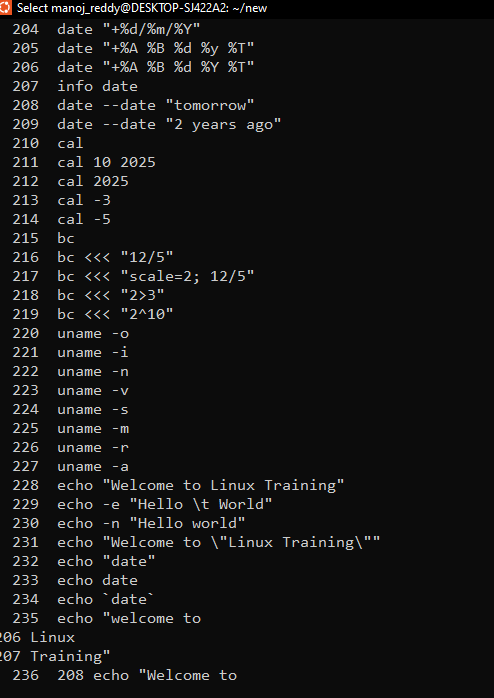 Select manoj_reddy@DESKTOP-SJ422A2: ~/new
204  date "+%d/%m/%Y"
205  date "+%A %B %d %y %T"
206  date "+%A %B %d %Y %T"
207  info date
208  date --date "tomorrow"
209  date --date "2 years ago"
210  cal
211  cal 10 2025
212  cal 2025
213  cal -3
214  cal -5
215  bc
216  bc <<< "12/5"
217  bc <<< "scale=2; 12/5"
218  bc <<< "2>3"
219  bc <<< "2^10"
220  uname -o
221  uname -i
222  uname -n
223  uname -v
224  uname -s
225  uname -m
226  uname -r
227  uname -a
228  echo "Welcome to Linux Training"
229  echo -e "Hello \t World"
230  echo -n "Hello world"
231  echo "Welcome to \"Linux Training\""
232  echo "date"
233  echo date
234  echo `date`
235  echo "welcome to
206 Linux
207 Training"
236  208 echo "Welcome to